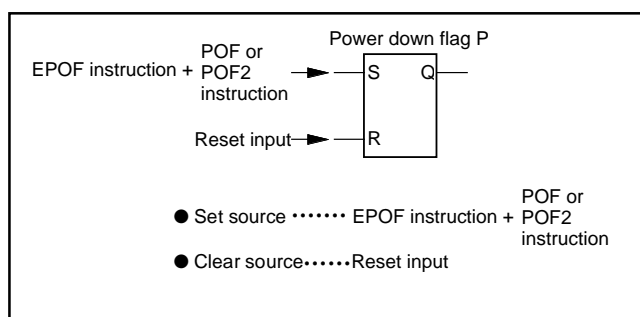 Power down flag P
EPOF instruction + POF or
POF2
instruction
S Q
Reset input
R
● Set source ······· EPOF instruction + POF or
POF2
instruction
● Clear source······Reset input